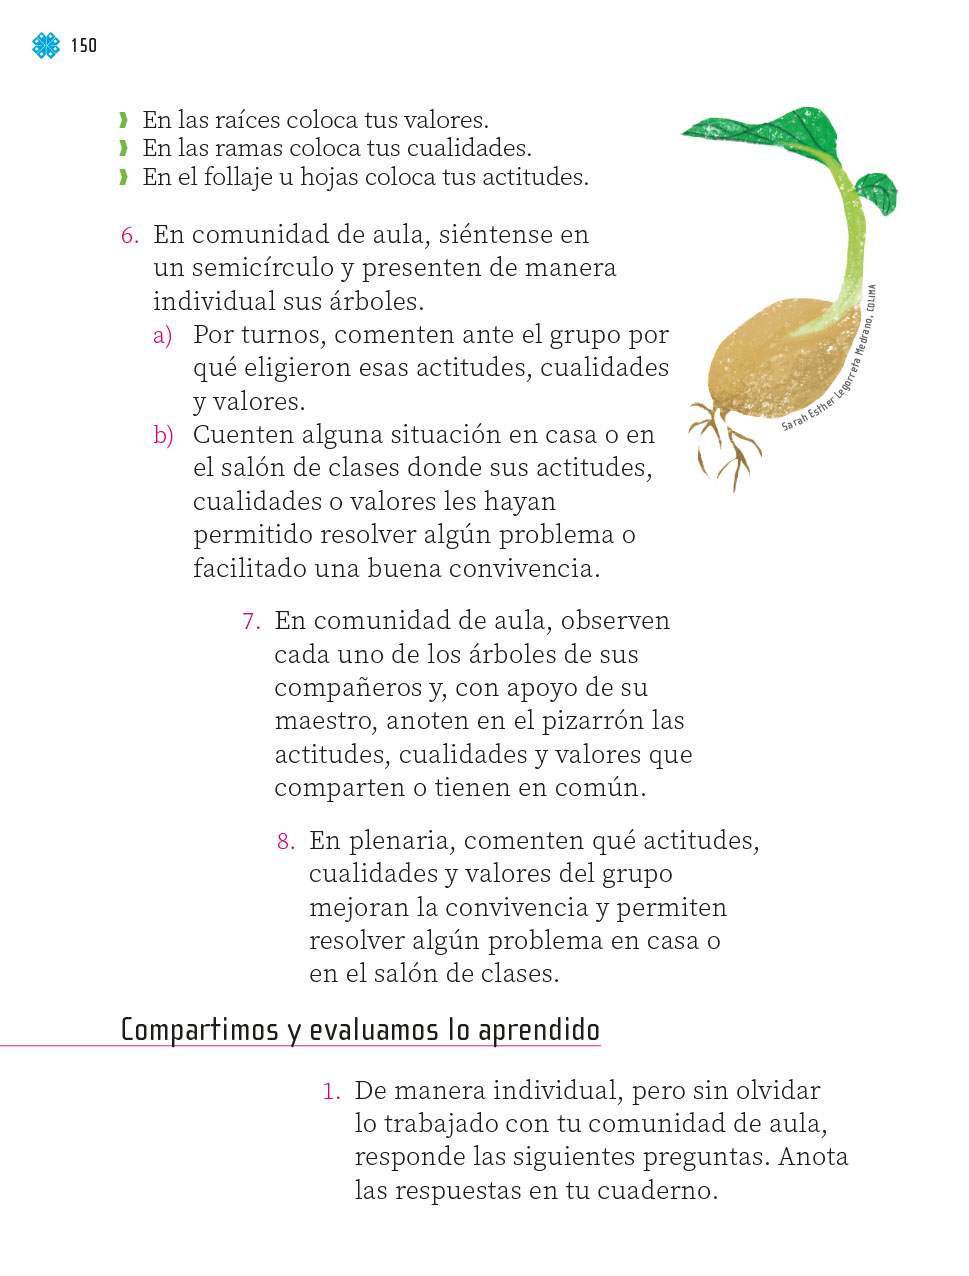 150
En las raíces coloca tus valores.
En las ramas coloca tus cualidades.
En el follaje u hojas coloca tus actitudes.
6. En comunidad de aula, siéntense en
un semicírculo y presenten de manera
individual sus árboles.
a) Por turnos, comenten ante el grupo por
qué eligieron esas actitudes, cualidades
y valores.
b) Cuenten alguna situación en casa o en
el salón de clases donde sus actitudes,
cualidades o valores les hayan
permitido resolver algún problema o
facilitado una buena convivencia.
Sarah Esther Legorreta Medrano, COLIMA
7. En comunidad de aula, observen
cada uno de los árboles de sus
compañeros y, con apoyo de su
maestro, anoten en el pizarrón las
actitudes, cualidades y valores que
comparten o tienen en común.
8. En plenaria, comenten qué actitudes,
cualidades y valores del grupo
mejoran la convivencia y permiten
resolver algún problema en casa o
en el salón de clases.
Compartimos y evaluamos lo aprendido
1. De manera individual, pero sin olvidar
lo trabajado con tu comunidad de aula,
responde las siguientes preguntas. Anota
las respuestas en tu cuaderno.